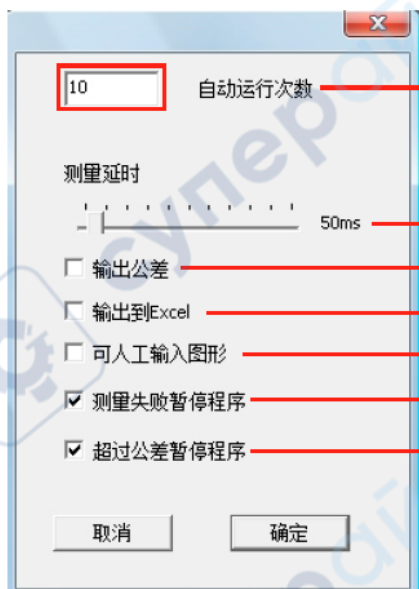 10
自动运行次数
测量延时
50ms
输出公差
输出到Excel
可人工输入图形
测量失败暂停程序
超过公差暂停程序
取消
确定